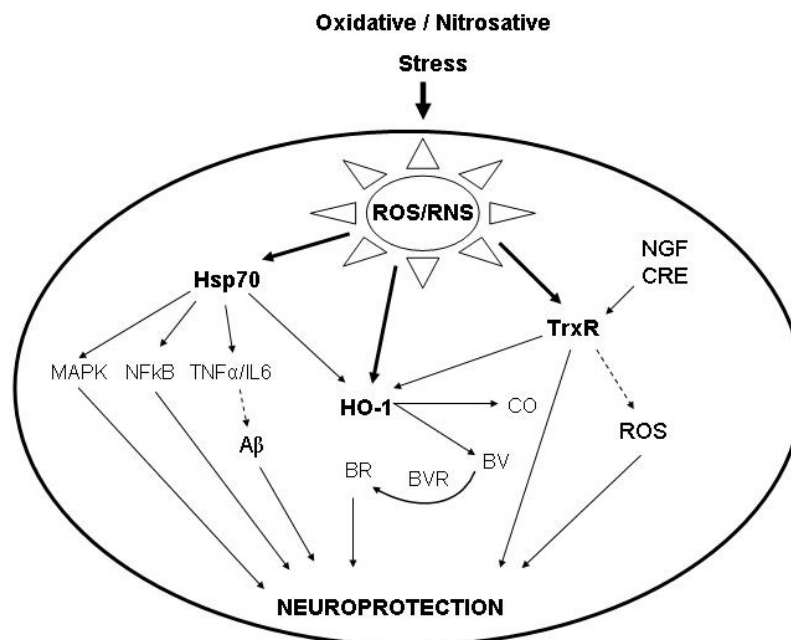 Oxidative / Nitrosative
Stress
ROS/RNS
NGF
CRE
Hsp70
TrxR
MAPK
NFkB
TNFα/IL6
HO-1
CO
ROS
Aβ
BR
BVR
BV
NEUROPROTECTION